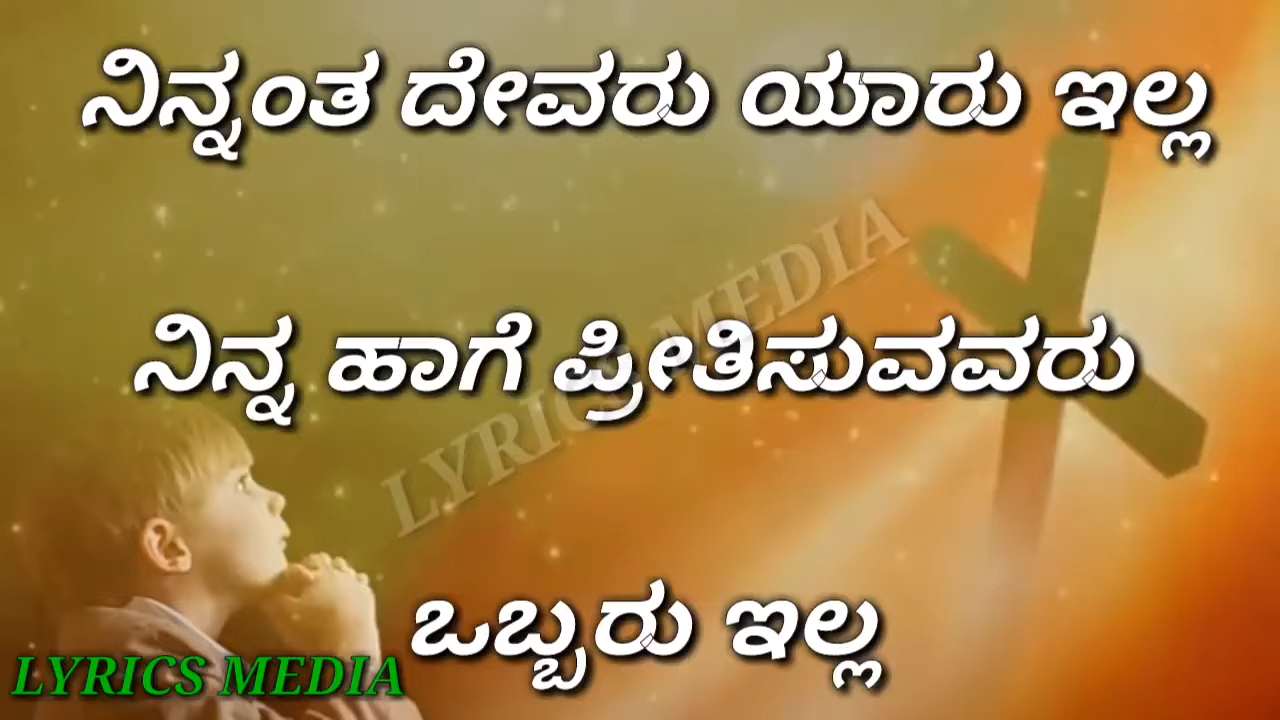 ನಿನ್ನಂತ ದೇವರು ಯಾರು ಇಲ್ಲ
ನಿನ್ನ ಹಾಗೆ ಪ್ರೀತಿಸುವವರು
LYRICS MEDIA
ಒಬ್ಬರು ಇಲ್ಲ
LYRICS MEDIA